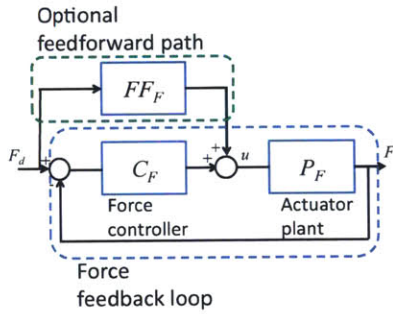 Optional
feedforward path
FF_F
F_d
+
+
+
u
F
C_F
P_F
Force
controller
Actuator
plant
-
Force
feedback loop